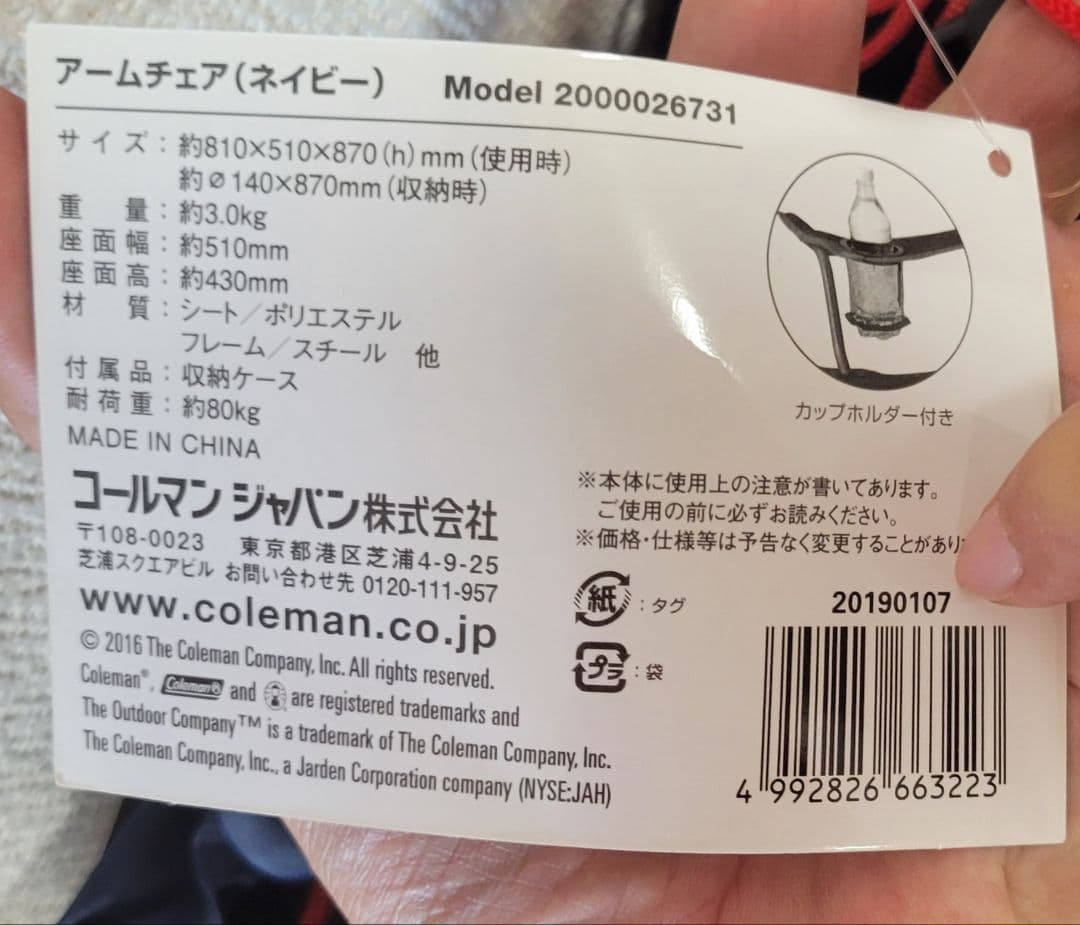 アームチェア(ネイビー) Model 2000026731
サイズ：約810×510×870(h)mm(使用時)
約⌀140×870mm(収納時)
重　量：約3.0kg
座面幅：約510mm
座面高：約430mm
材　質：シート／ポリエステル
フレーム／スチール　他
付属品：収納ケース
耐荷重：約80kg
MADE IN CHINA
コールマン ジャパン株式会社
〒108-0023　東京都港区芝浦4-9-25
芝浦スクエアビル お問い合わせ先 0120-111-957
www.coleman.co.jp
© 2016 The Coleman Company, Inc. All rights reserved.
Coleman®, Coleman® and are registered trademarks and
The Outdoor Company™ is a trademark of The Coleman Company, Inc.
The Coleman Company, Inc., a Jarden Corporation company (NYSE:JAH)
カップホルダー付き
※本体に使用上の注意が書いてあります。
ご使用の前に必ずお読みください。
※価格・仕様等は予告なく変更することがあり
紙：タグ
プラ：袋
20190107
4 992826 663223